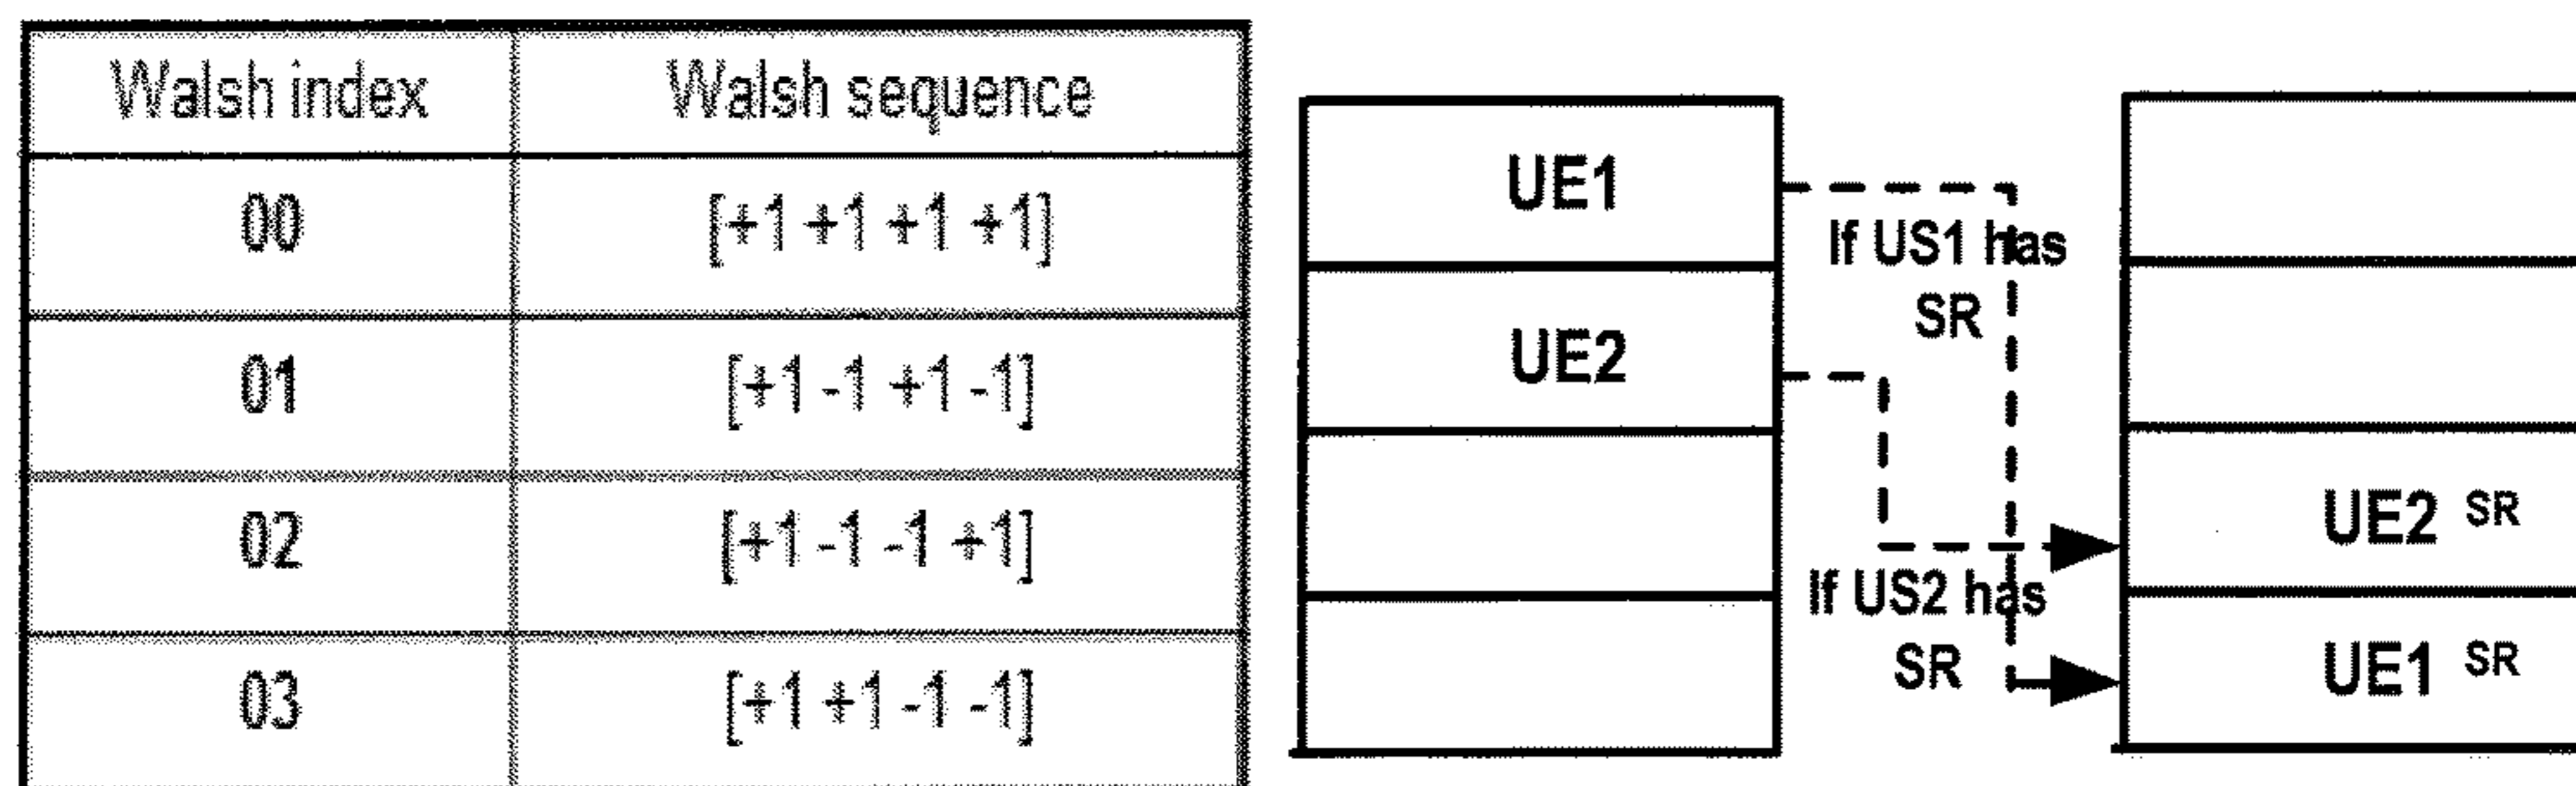 Walsh index Walsh sequence
00 [+1 +1 +1 +1]
01 [+1 -1 +1 -1]
02 [+1 -1 -1 +1]
03 [+1 +1 -1 -1]
UE1
UE2
If US1 has
SR
If US2 has
SR
UE2 SR
UE1 SR